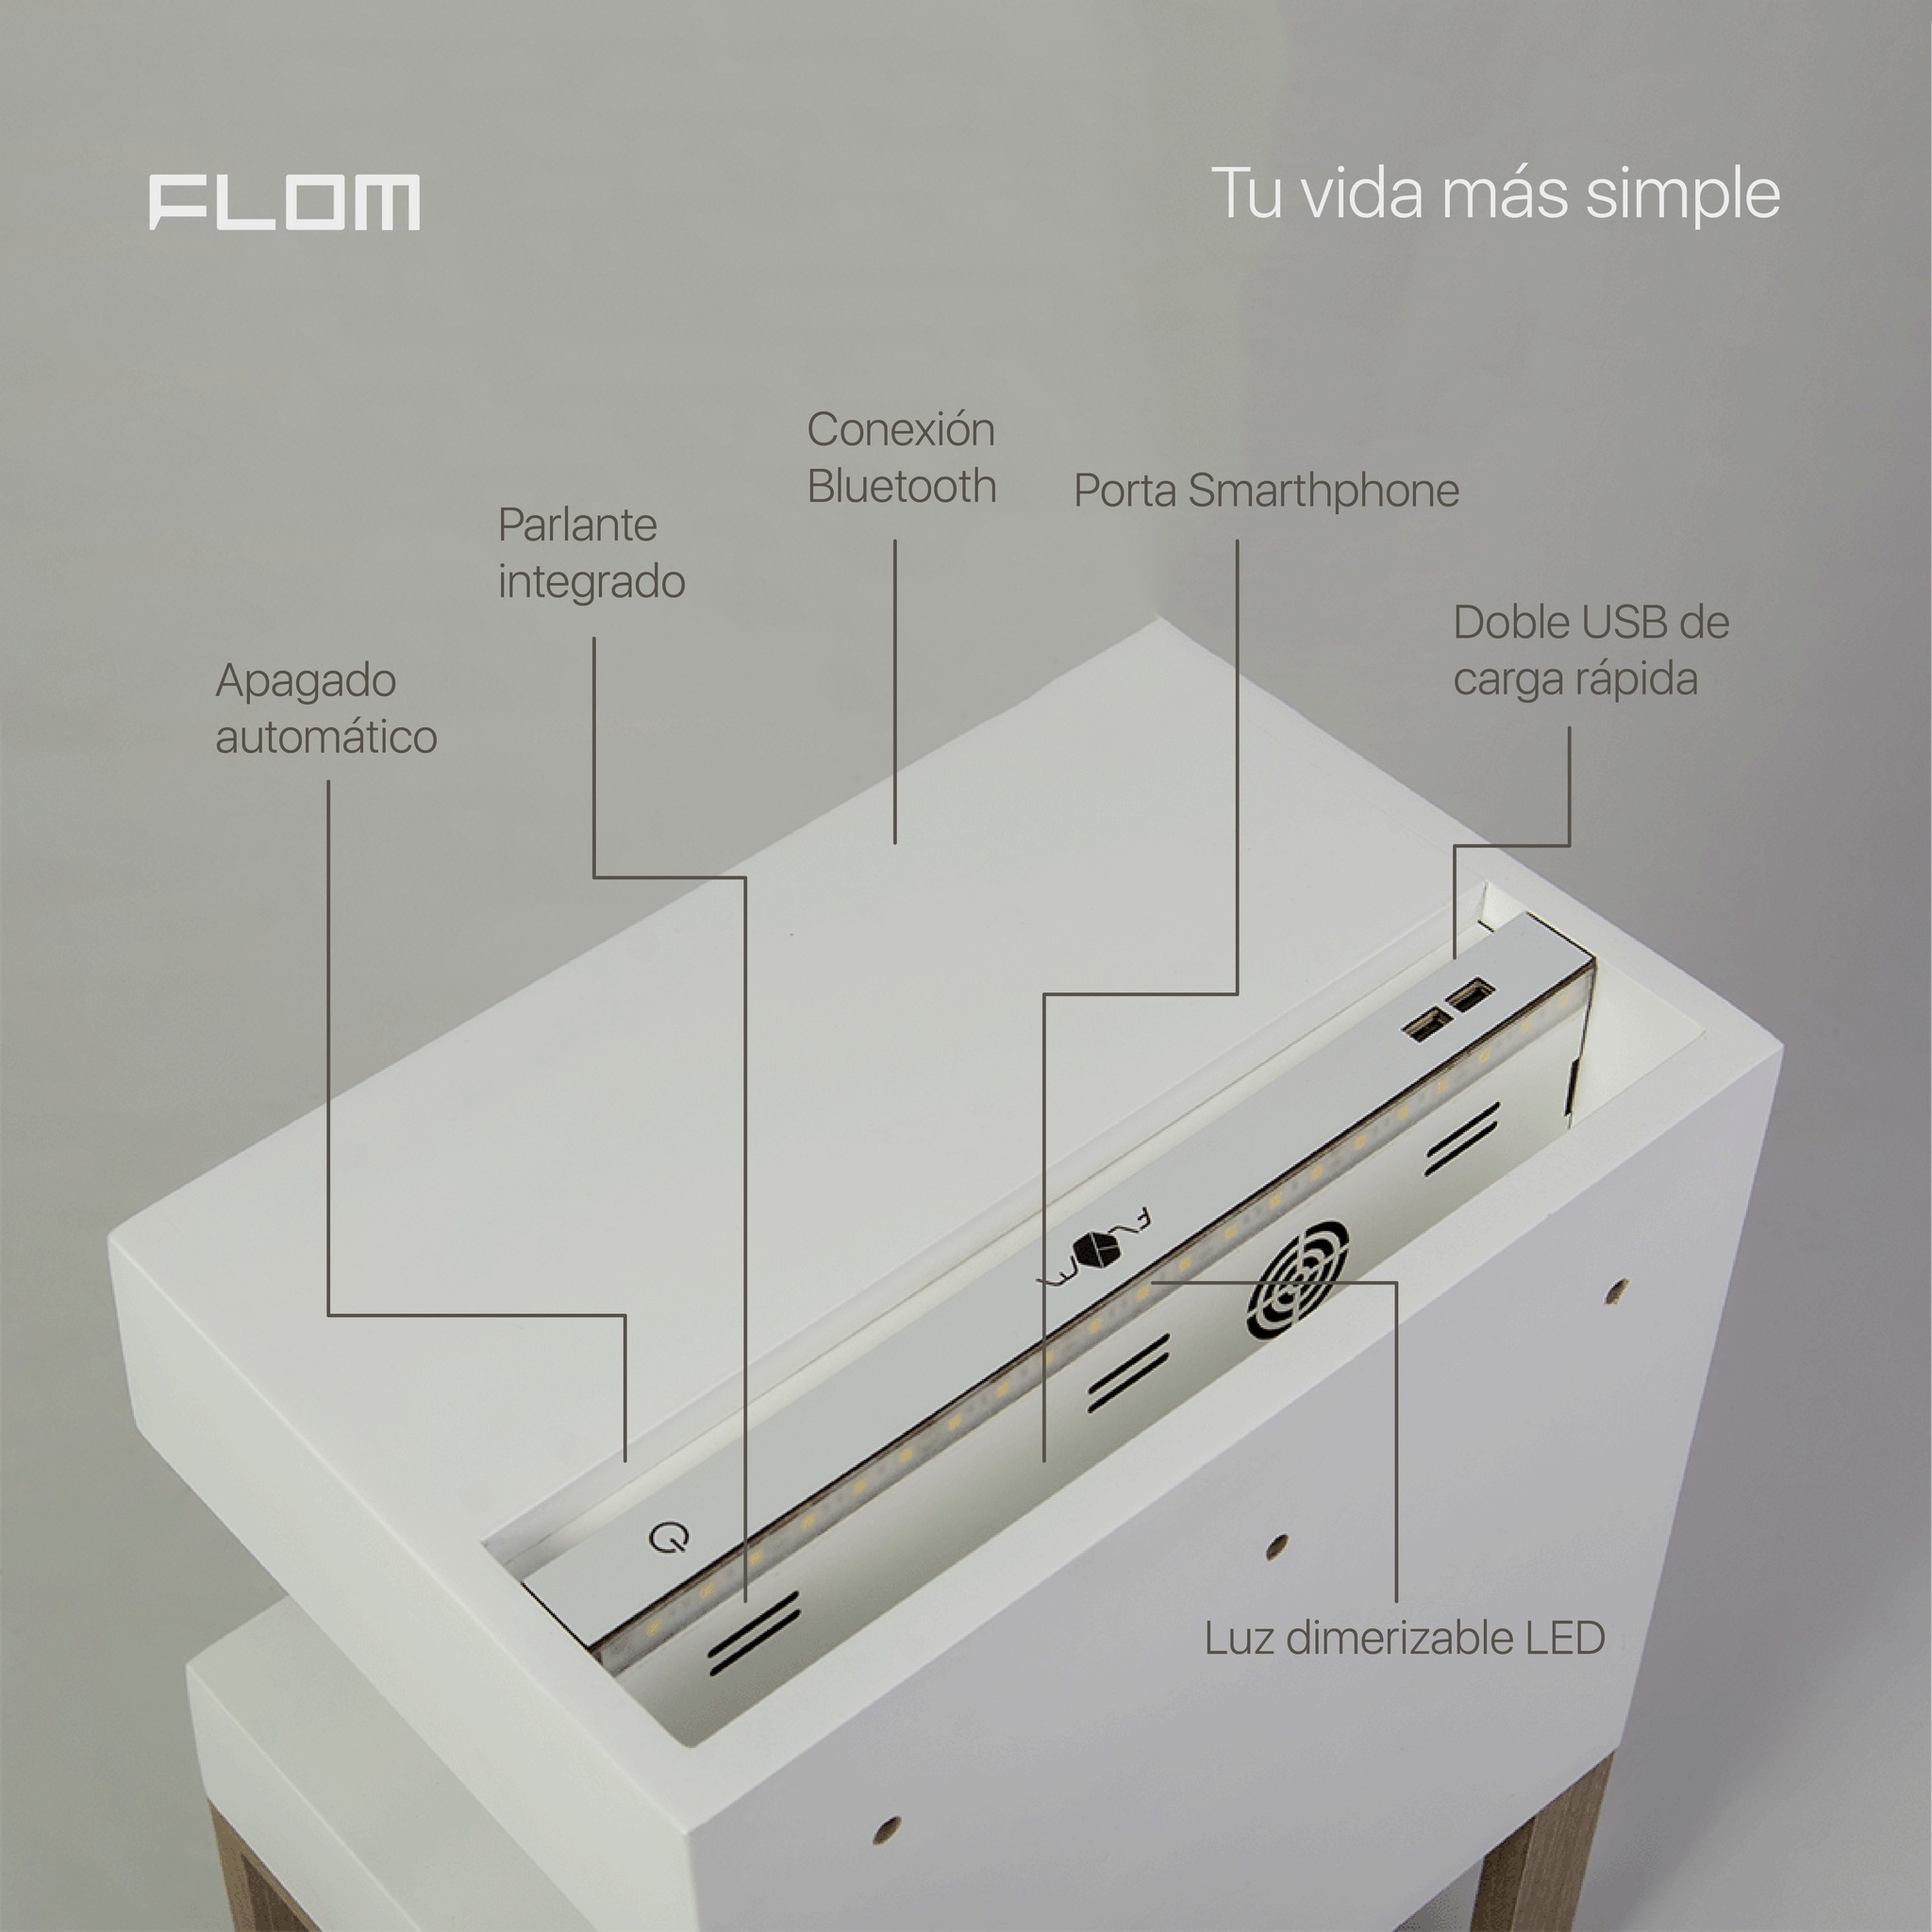 FLOM
Tu vida más simple
Conexión
Bluetooth
Porta Smarthphone
Parlante
integrado
Doble USB de
carga rápida
Apagado
automático
Luz dimerizable LED